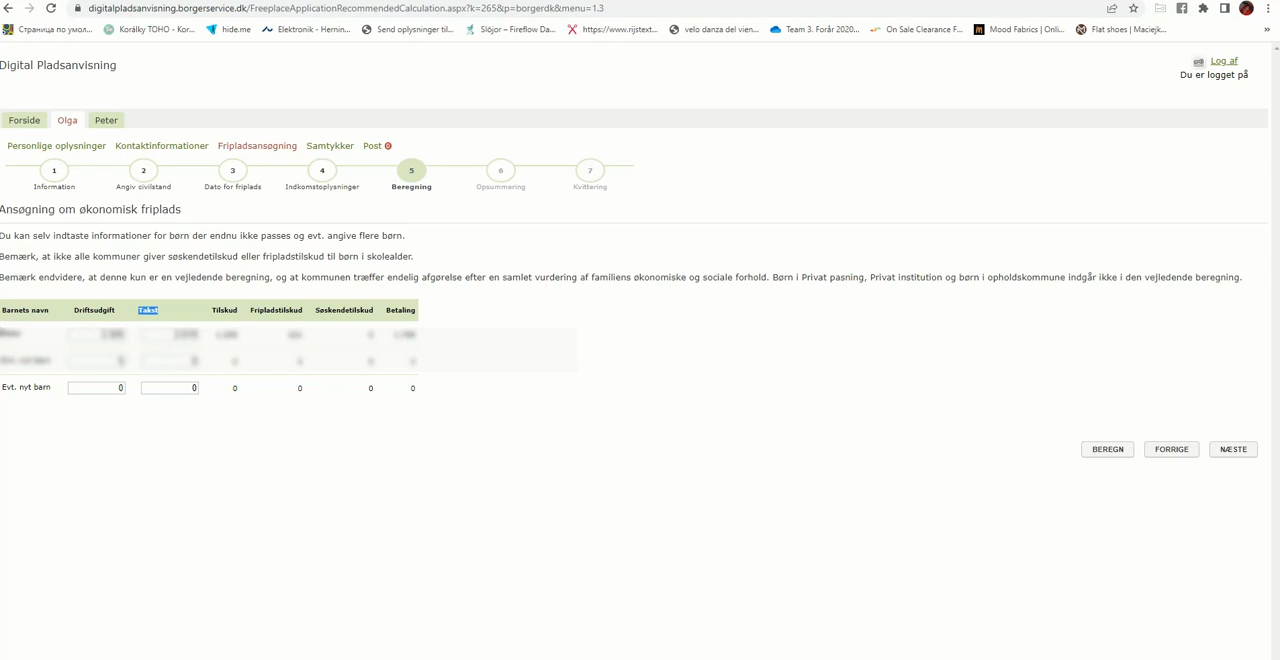 digitalpladsanvisning.borgerservice.dk/FreeplaceApplicationRecommendedCalculation.aspx?k=265&p=borgerdk&menu=1.3
Страница по умол... Korálky TOHO - Kor... hide.me Elektronik - Hernin... Send oplysninger til... Slöjor – Fireflow Da... https://www.rijstext... velo danza del vien... Team 3. Forår 2020... On Sale Clearance F... Mood Fabrics | Onli... Flat shoes | Maciejk... »
Digital Pladsanvisning
Log af
Du er logget på
Forside Olga Peter
Personlige oplysninger Kontaktinformationer Fripladsansøgning Samtykker Post 0
1 2 3 4 5 6 7
Information Angiv civilstand Dato for friplads Indkomstoplysninger Beregning Opsummering Kvittering
Ansøgning om økonomisk friplads
Du kan selv indtaste informationer for børn der endnu ikke passes og evt. angive flere børn.
Bemærk, at ikke alle kommuner giver søskendetilskud eller fripladstilskud til børn i skolealder.
Bemærk endvidere, at denne kun er en vejledende beregning, og at kommunen træffer endelig afgørelse efter en samlet vurdering af familiens økonomiske og sociale forhold. Børn i Privat pasning, Privat institution og børn i opholdskommune indgår ikke i den vejledende beregning.
Barnets navn Driftsudgift Takst Tilskud Fripladstilskud Søskendetilskud Betaling
Evt. nyt barn 0 0 0 0 0 0
BEREGN FORRIGE NÆSTE